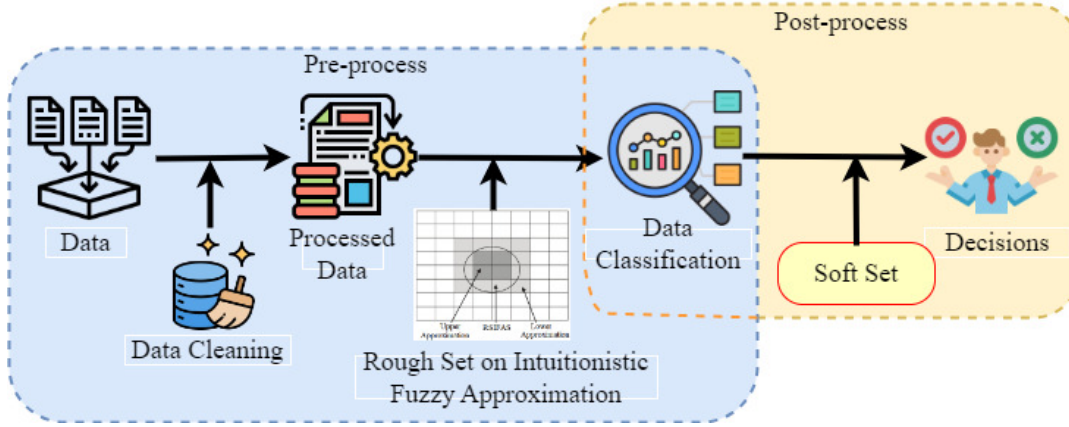 Post-process
Pre-process
Data
Processed
Data
Data
Classification
Decisions
Soft Set
Data Cleaning
Upper
Approximation
RSIFAS
Lower
Approximation
Rough Set on Intuitionistic
Fuzzy Approximation